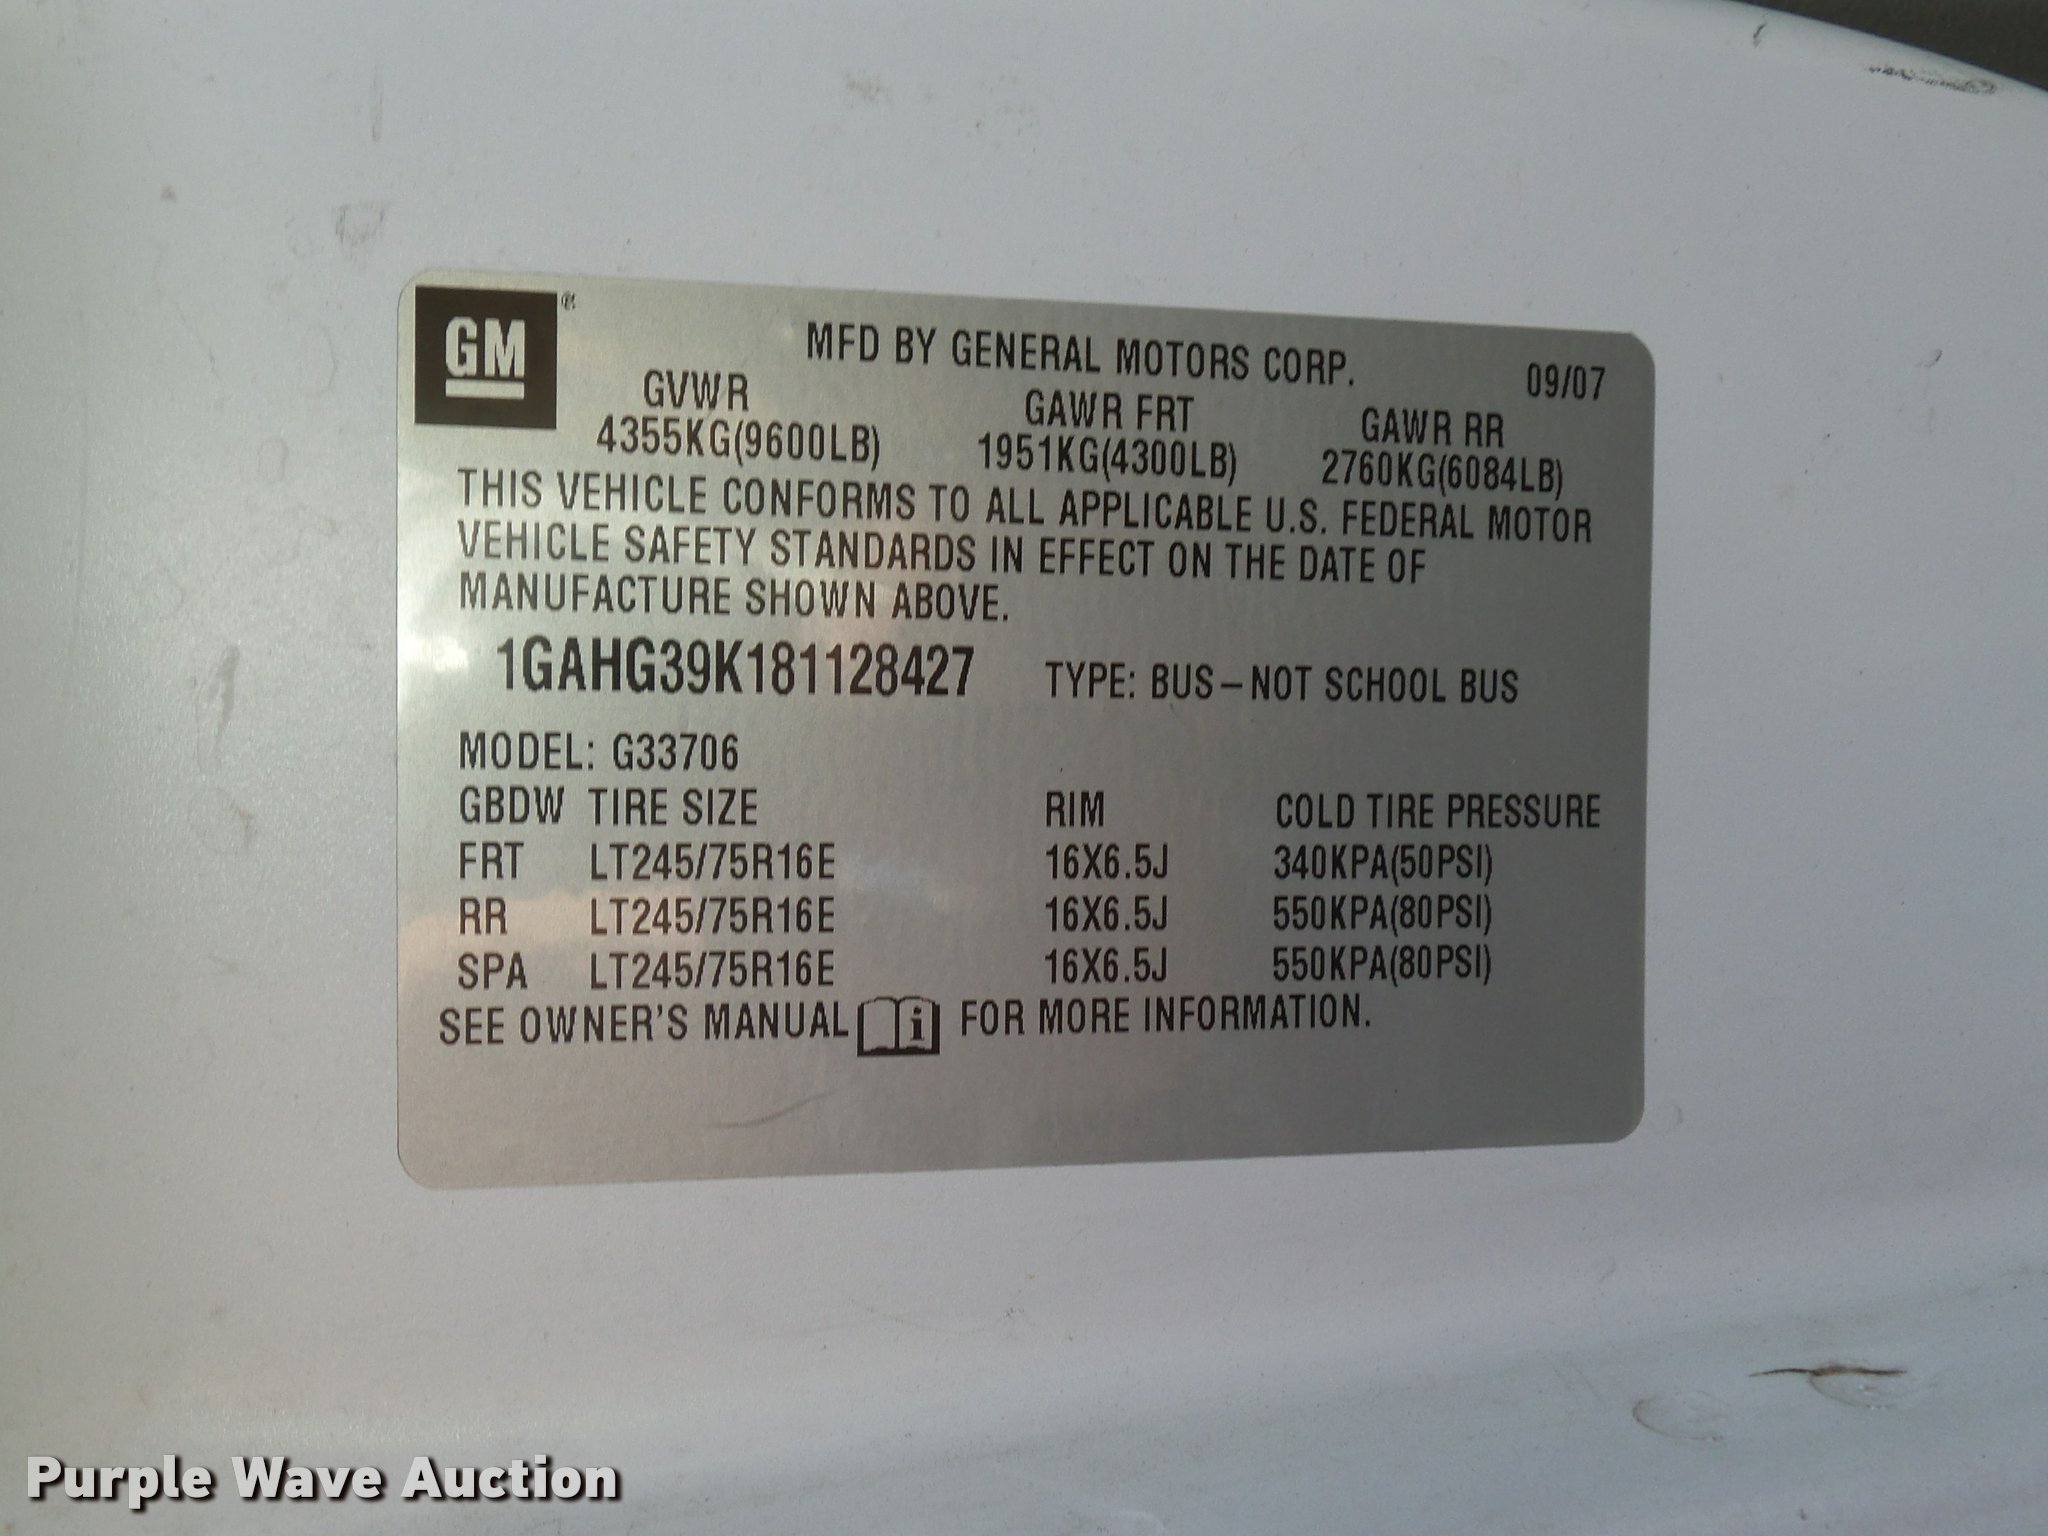 GM®
MFD BY GENERAL MOTORS CORP. 09/07
GVWR GAWR FRT GAWR RR
4355KG(9600LB) 1951KG(4300LB) 2760KG(6084LB)
THIS VEHICLE CONFORMS TO ALL APPLICABLE U.S. FEDERAL MOTOR
VEHICLE SAFETY STANDARDS IN EFFECT ON THE DATE OF
MANUFACTURE SHOWN ABOVE.
1GAHG39K181128427 TYPE: BUS–NOT SCHOOL BUS
MODEL: G33706
GBDW TIRE SIZE RIM COLD TIRE PRESSURE
FRT LT245/75R16E 16X6.5J 340KPA(50PSI)
RR LT245/75R16E 16X6.5J 550KPA(80PSI)
SPA LT245/75R16E 16X6.5J 550KPA(80PSI)
SEE OWNER'S MANUAL i FOR MORE INFORMATION.
Purple Wave Auction